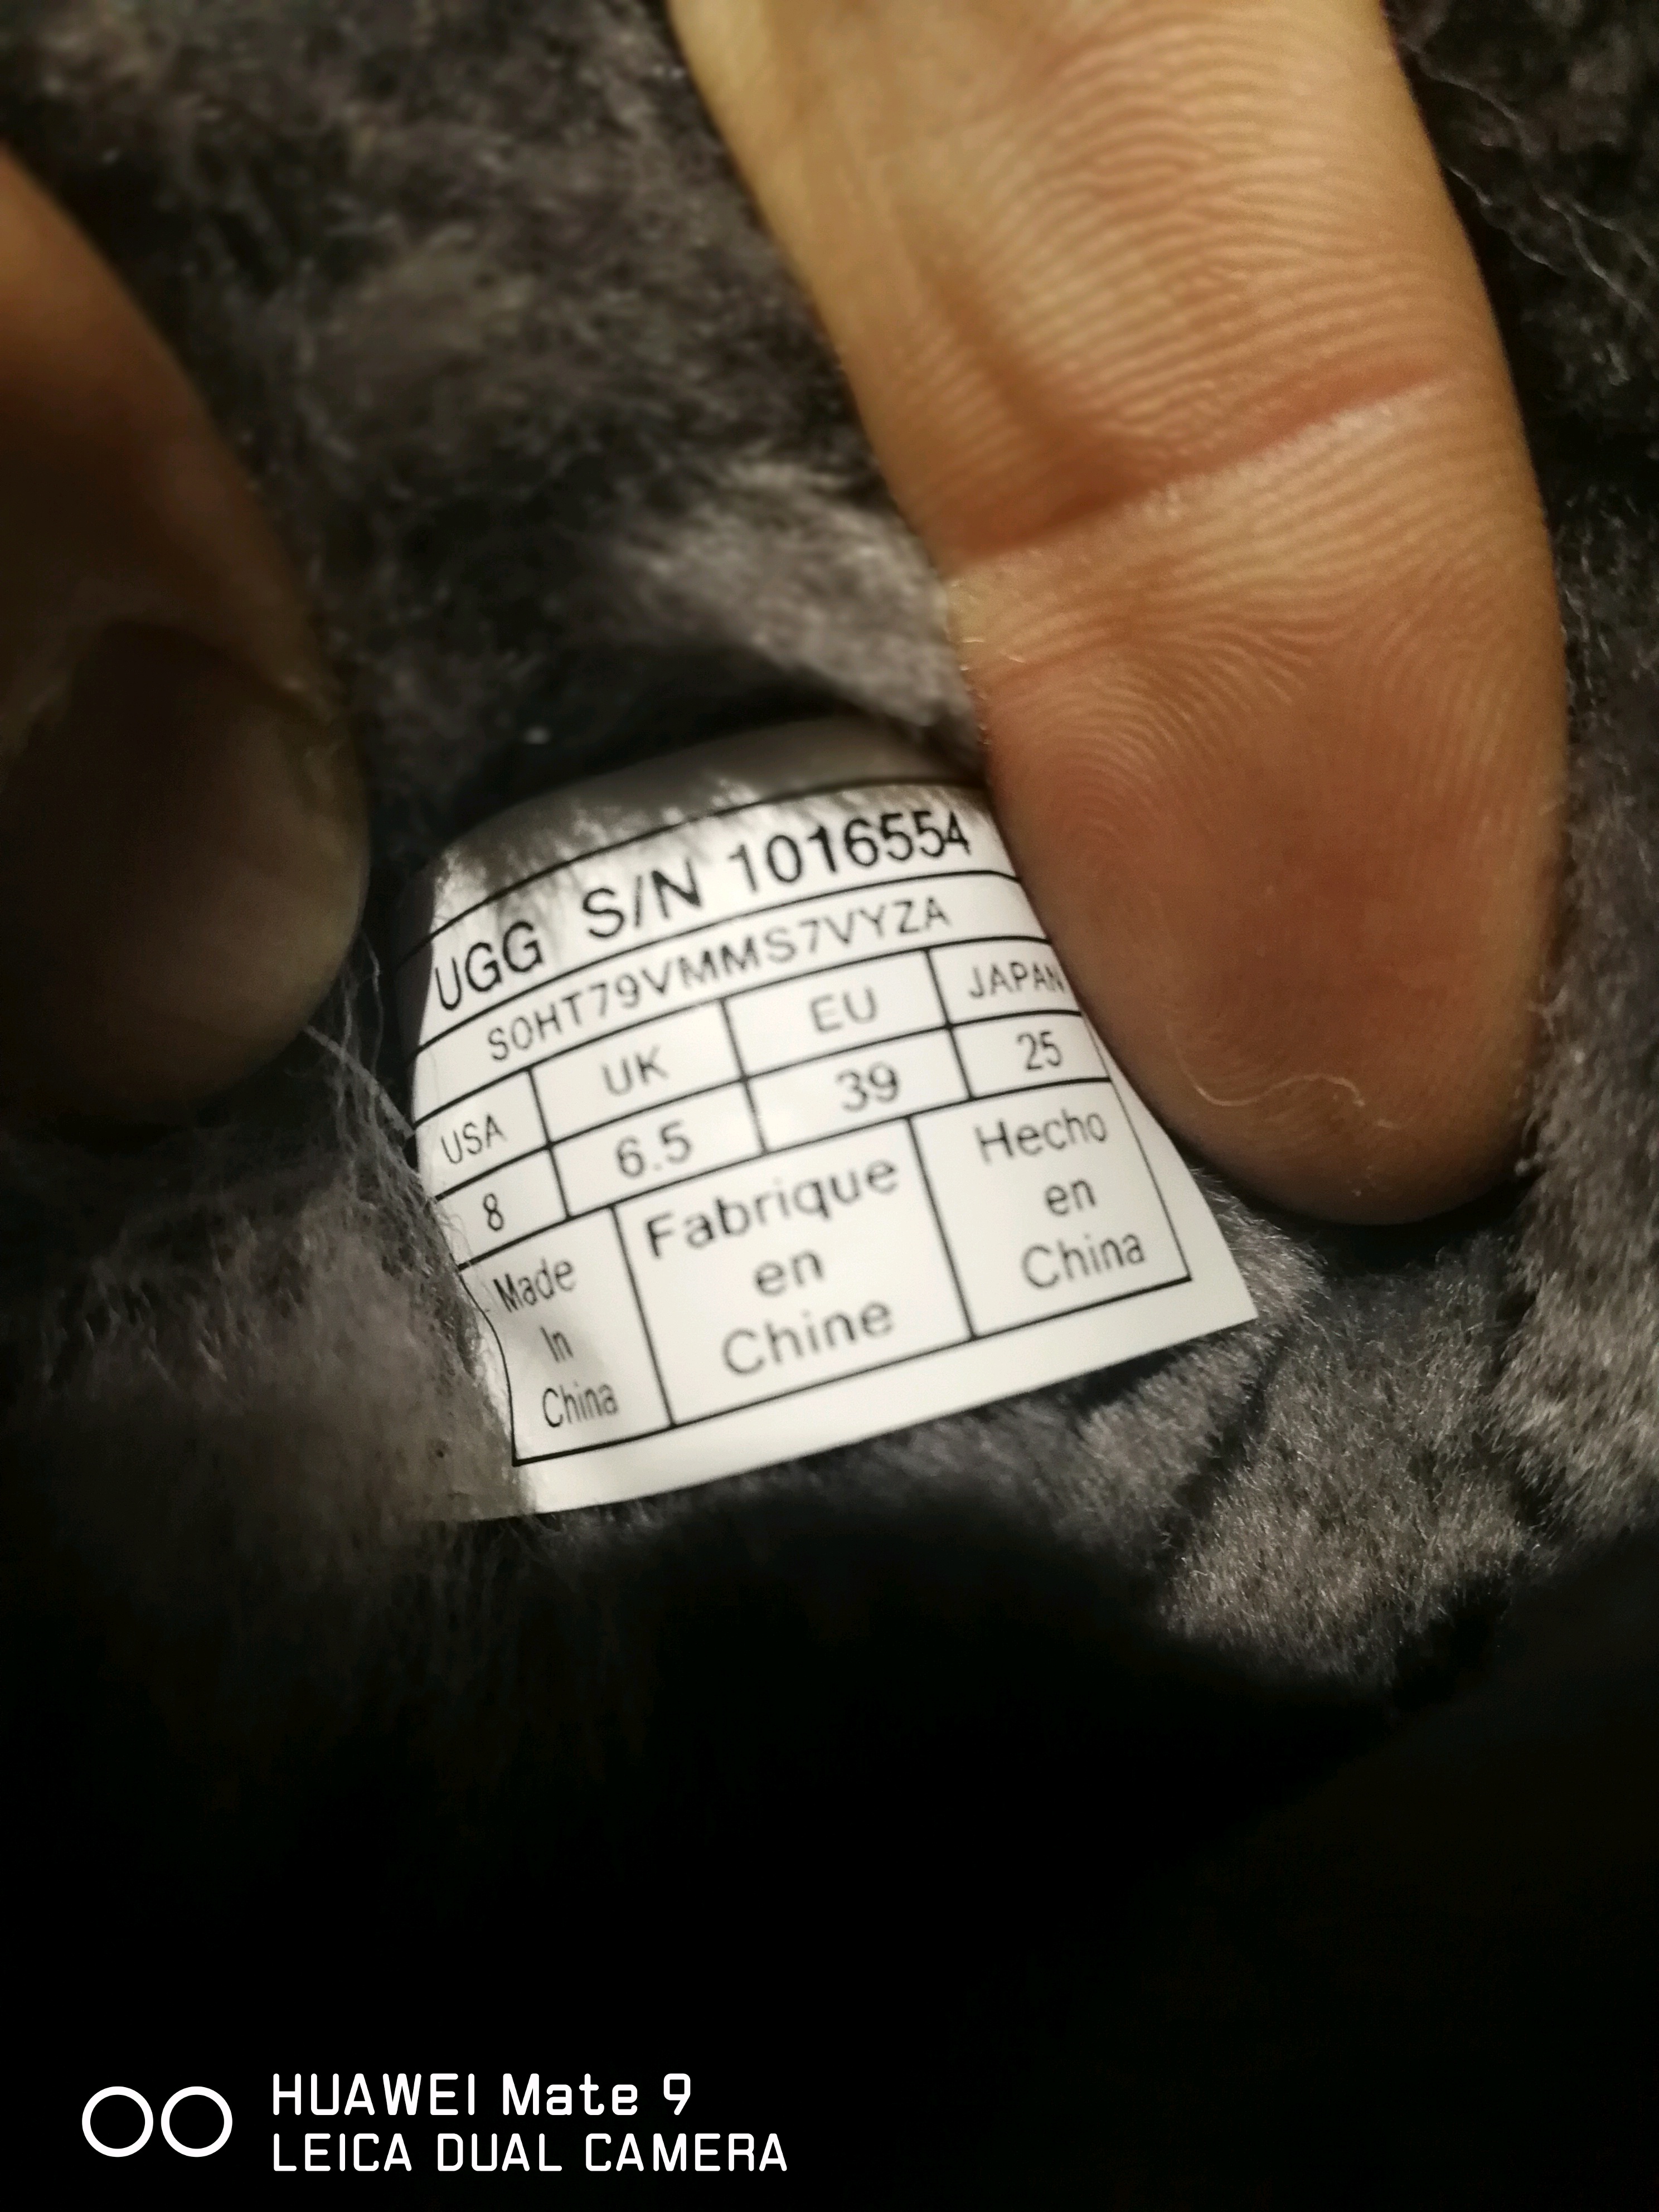 UGG S/N 1016554
S0HT79VMMS7VYZA
USA UK EU JAPAN
8 6.5 39 25
Made In China
Fabrique en Chine
Hecho en China
HUAWEI Mate 9
LEICA DUAL CAMERA